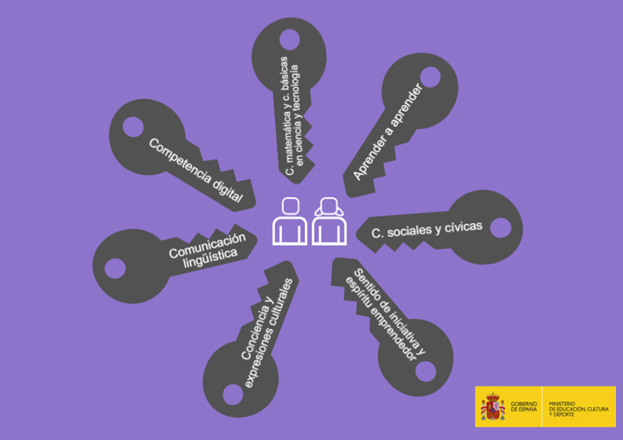 C. matemática y c. básicas
en ciencia y tecnología
Aprender a aprender
C. sociales y cívicas
Sentido de iniciativa y
espíritu emprendedor
Conciencia y
expresiones culturales
Comunicación
lingüística
Competencia digital
GOBIERNO
DE ESPAÑA
MINISTERIO
DE EDUCACIÓN, CULTURA
Y DEPORTE